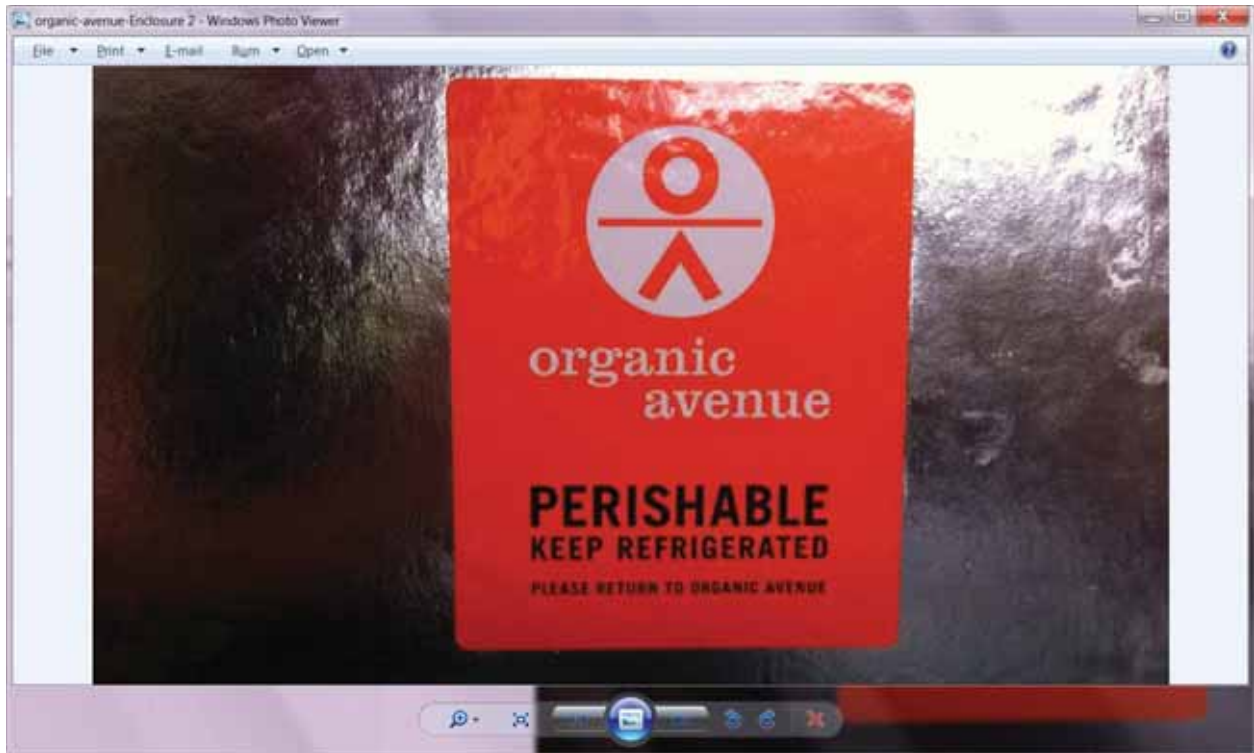 organic-avenue-Enclosure 2 - Windows Photo Viewer
File Print E-mail Burn Open
organic
avenue
PERISHABLE
KEEP REFRIGERATED
PLEASE RETURN TO ORGANIC AVENUE